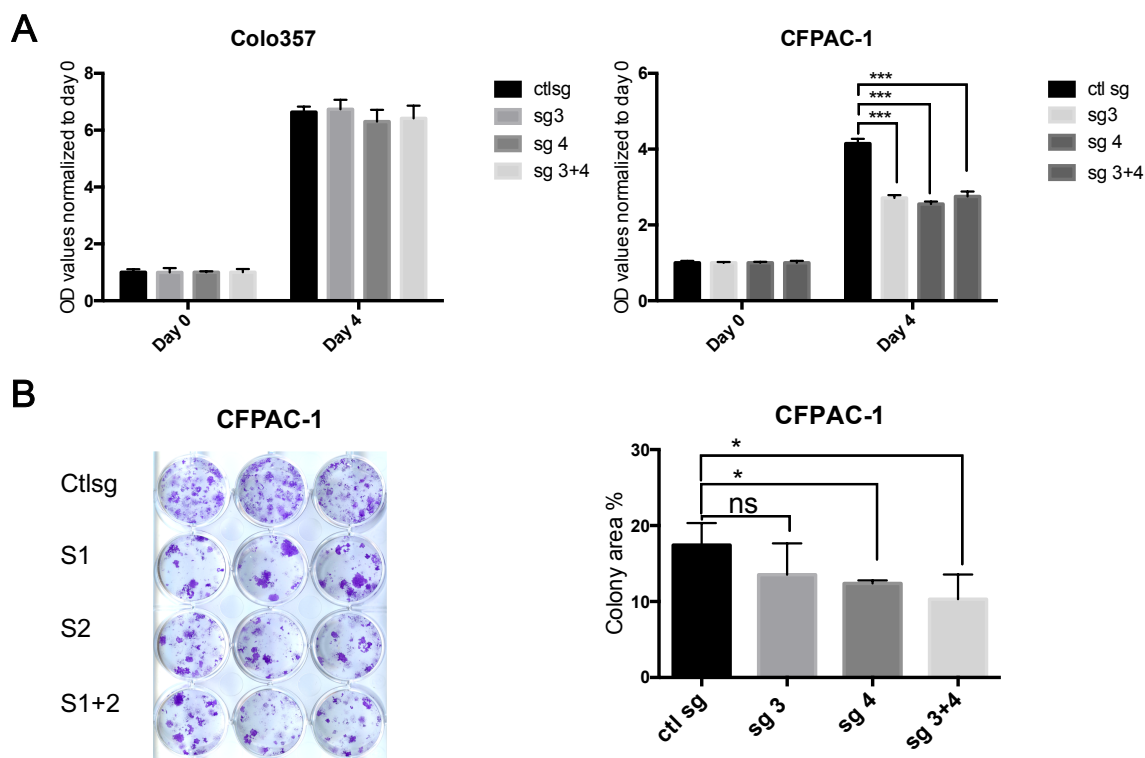 A
Colo357
OD values normalized to day 0
8
6
4
2
0
Day 0
Day 4
ctlsg
sg3
sg 4
sg 3+4
CFPAC-1
OD values normalized to day 0
6
4
2
0
***
***
***
Day 0
Day 4
ctl sg
sg3
sg 4
sg 3+4
B
CFPAC-1
Ctlsg
S1
S2
S1+2
CFPAC-1
Colony area %
30
20
10
0
*
*
ns
ctl sg
sg 3
sg 4
sg 3+4